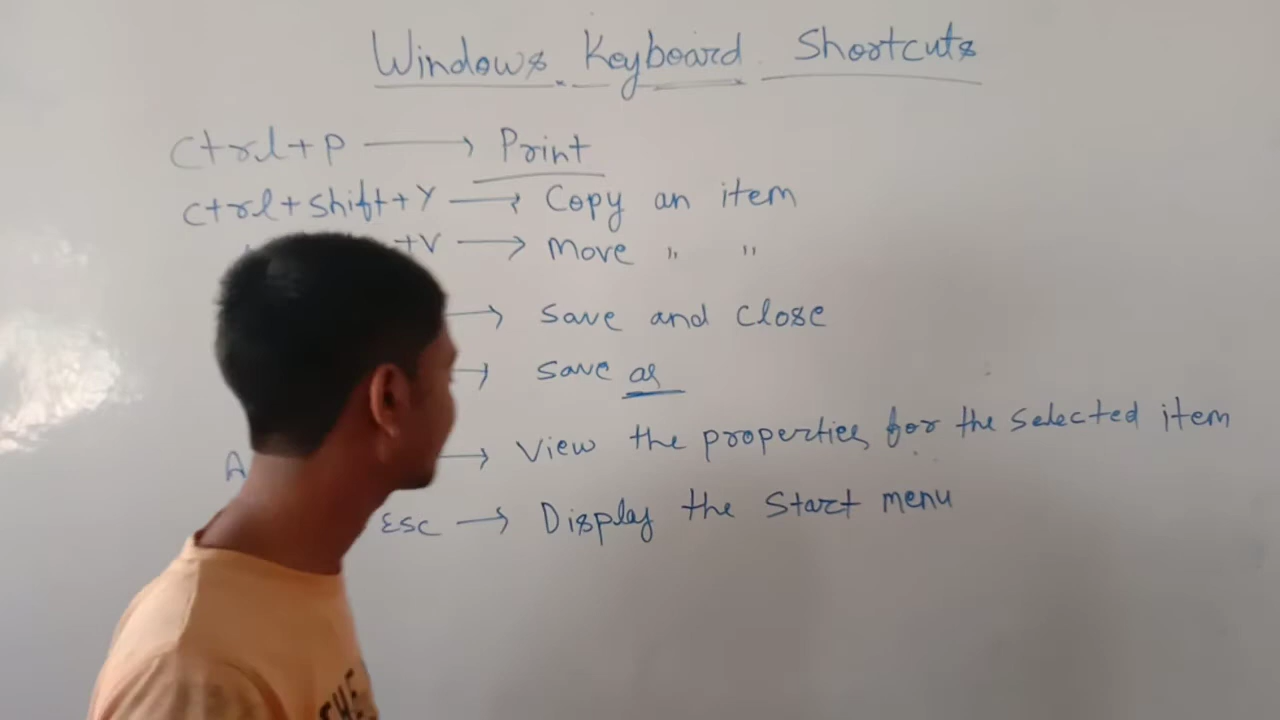 Windows Keyboard Shortcuts
Ctrl+P → Print
Ctrl+Shift+Y → Copy an item
+V → Move " "
→ Save and Close
→ Save as
A → View the properties for the selected item
Esc → Display the Start menu
THE